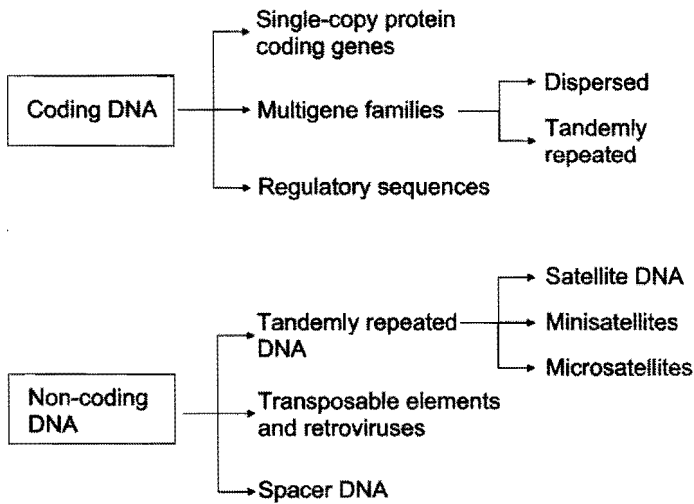 Single-copy protein
coding genes
Coding DNA
Multigene families
Dispersed
Tandemly
repeated
Regulatory sequences
Satellite DNA
Tandemly repeated
DNA
Minisatellites
Microsatellites
Non-coding
DNA
Transposable elements
and retroviruses
Spacer DNA